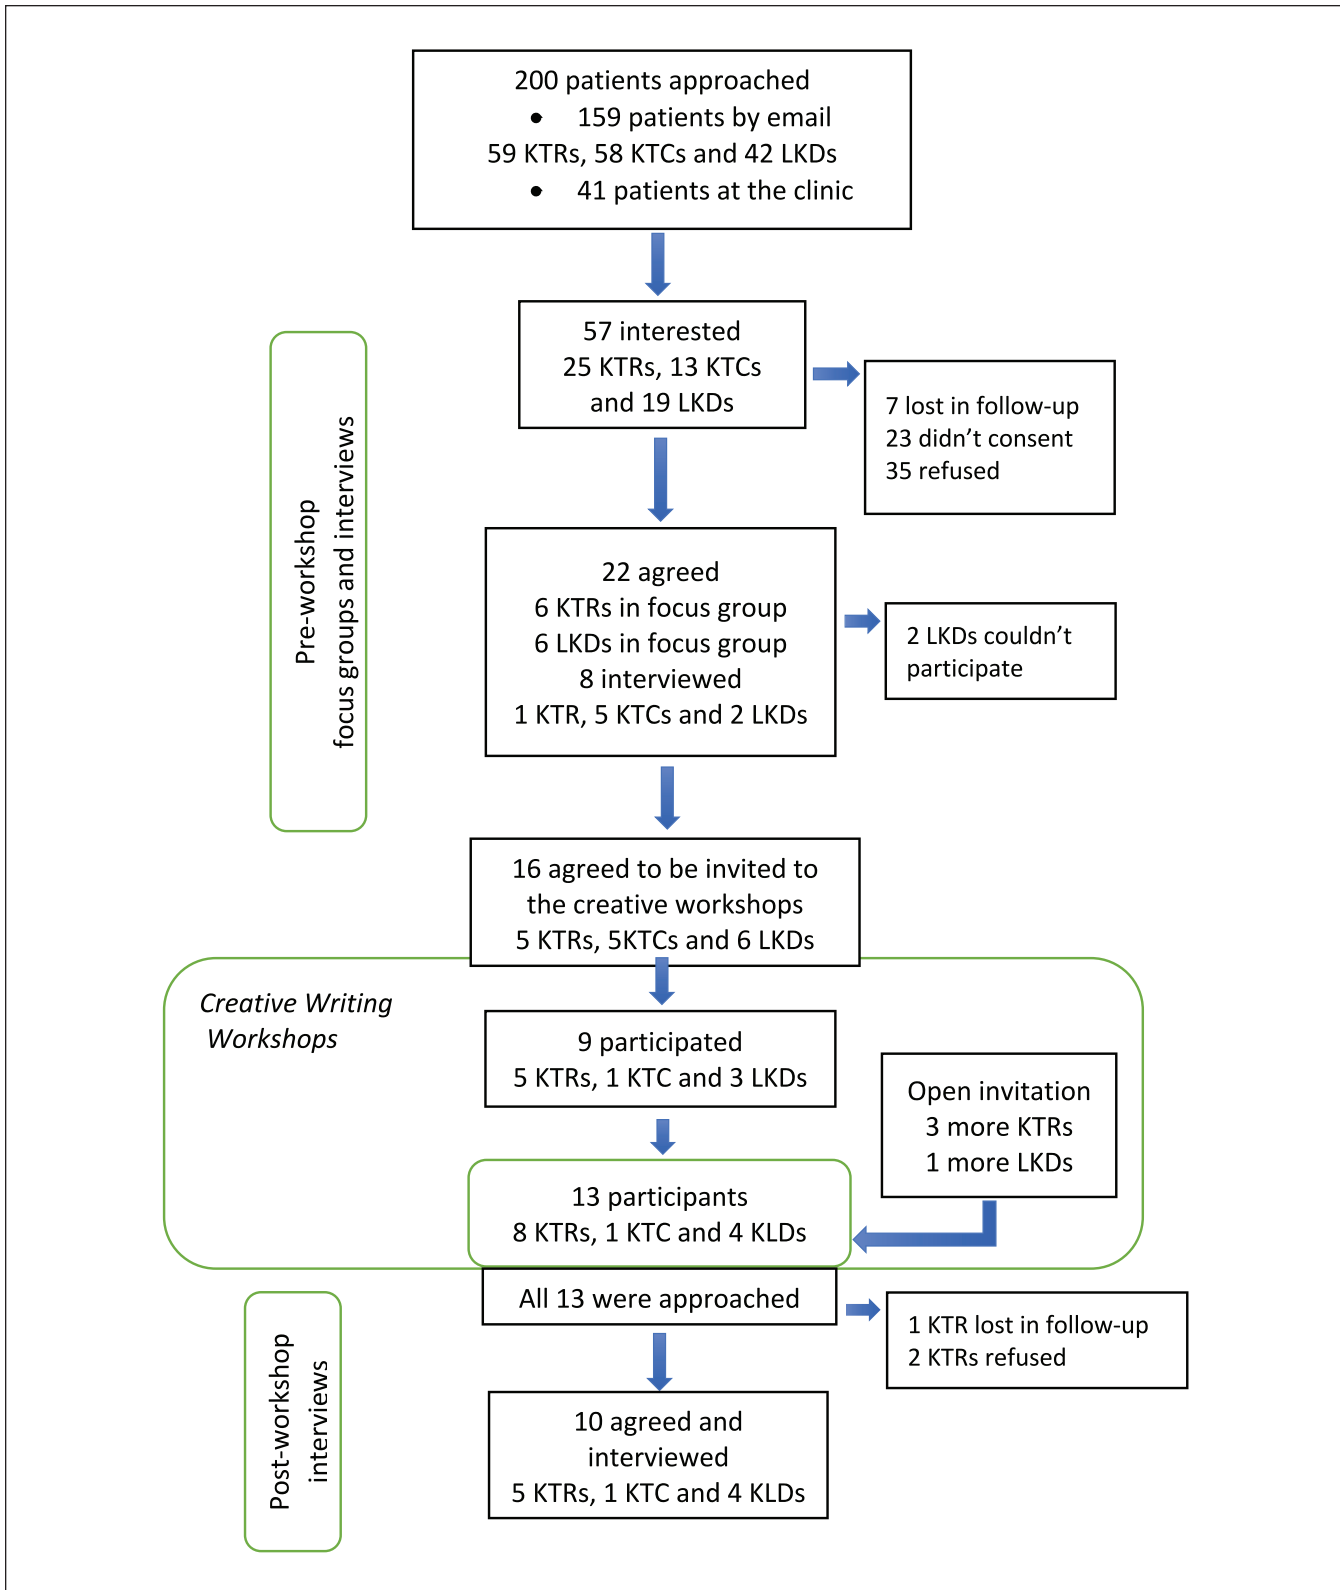 200 patients approached
• 159 patients by email
59 KTRs, 58 KTCs and 42 LKDs
• 41 patients at the clinic
57 interested
25 KTRs, 13 KTCs
and 19 LKDs
7 lost in follow-up
23 didn’t consent
35 refused
Pre-workshop
focus groups and interviews
22 agreed
6 KTRs in focus group
6 LKDs in focus group
8 interviewed
1 KTR, 5 KTCs and 2 LKDs
2 LKDs couldn’t
participate
16 agreed to be invited to
the creative workshops
5 KTRs, 5KTCs and 6 LKDs
Creative Writing
Workshops
9 participated
5 KTRs, 1 KTC and 3 LKDs
Open invitation
3 more KTRs
1 more LKDs
13 participants
8 KTRs, 1 KTC and 4 KLDs
All 13 were approached
1 KTR lost in follow-up
2 KTRs refused
Post-workshop
interviews
10 agreed and
interviewed
5 KTRs, 1 KTC and 4 KLDs